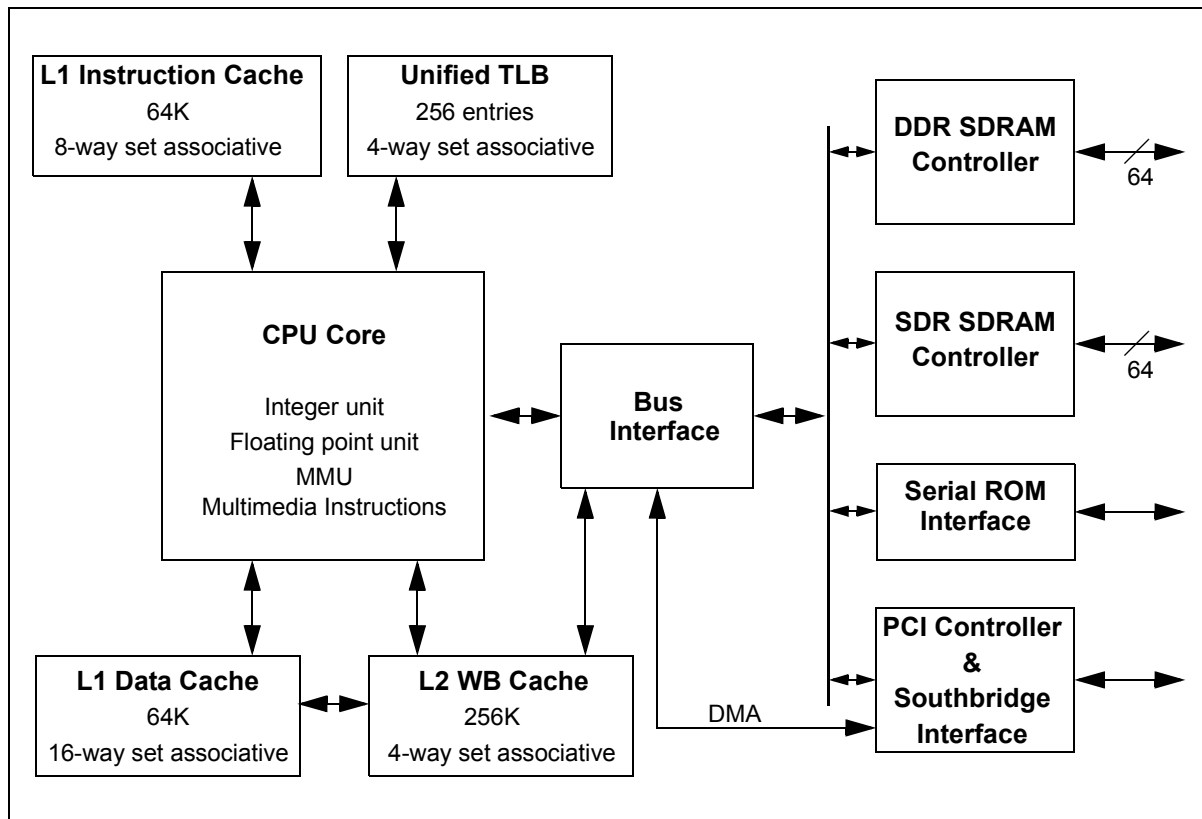 L1 Instruction Cache
64K
8-way set associative
Unified TLB
256 entries
4-way set associative
CPU Core
Integer unit
Floating point unit
MMU
Multimedia Instructions
L1 Data Cache
64K
16-way set associative
L2 WB Cache
256K
4-way set associative
Bus
Interface
DMA
DDR SDRAM
Controller
64
SDR SDRAM
Controller
64
Serial ROM
Interface
PCI Controller
&
Southbridge
Interface